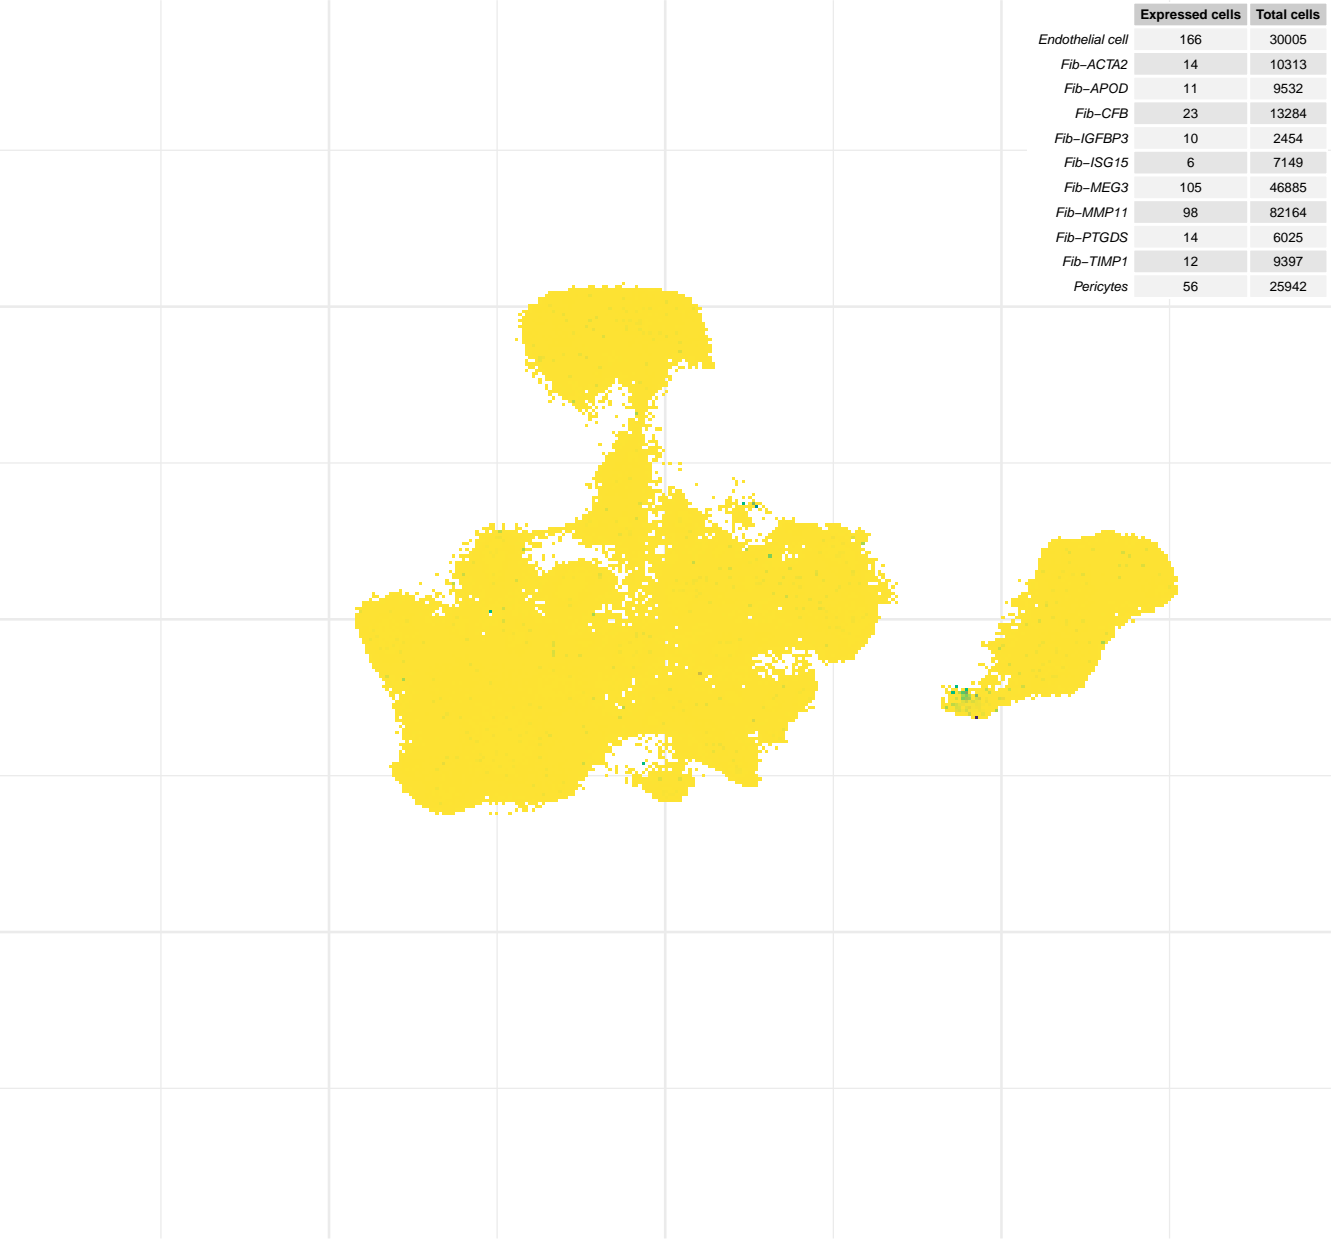 Expressed cells Total cells
Endothelial cell 166 30005
Fib−ACTA2 14 10313
Fib−APOD 11 9532
Fib−CFB 23 13284
Fib−IGFBP3 10 2454
Fib−ISG15 6 7149
Fib−MEG3 105 46885
Fib−MMP11 98 82164
Fib−PTGDS 14 6025
Fib−TIMP1 12 9397
Pericytes 56 25942